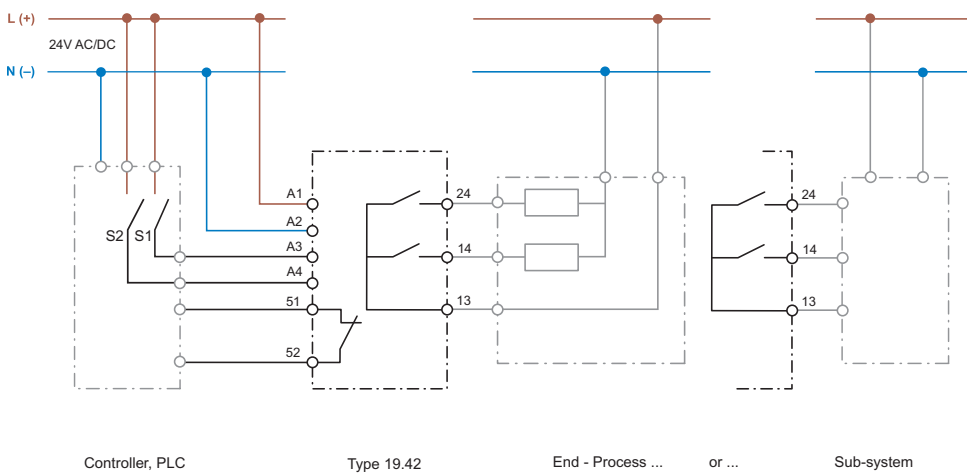 L (+)
24V AC/DC
N (–)
A1
A2
S2 S1
A3
A4
51
52
24
14
13
24
14
13
Controller, PLC
Type 19.42
End - Process ...
or ...
Sub-system